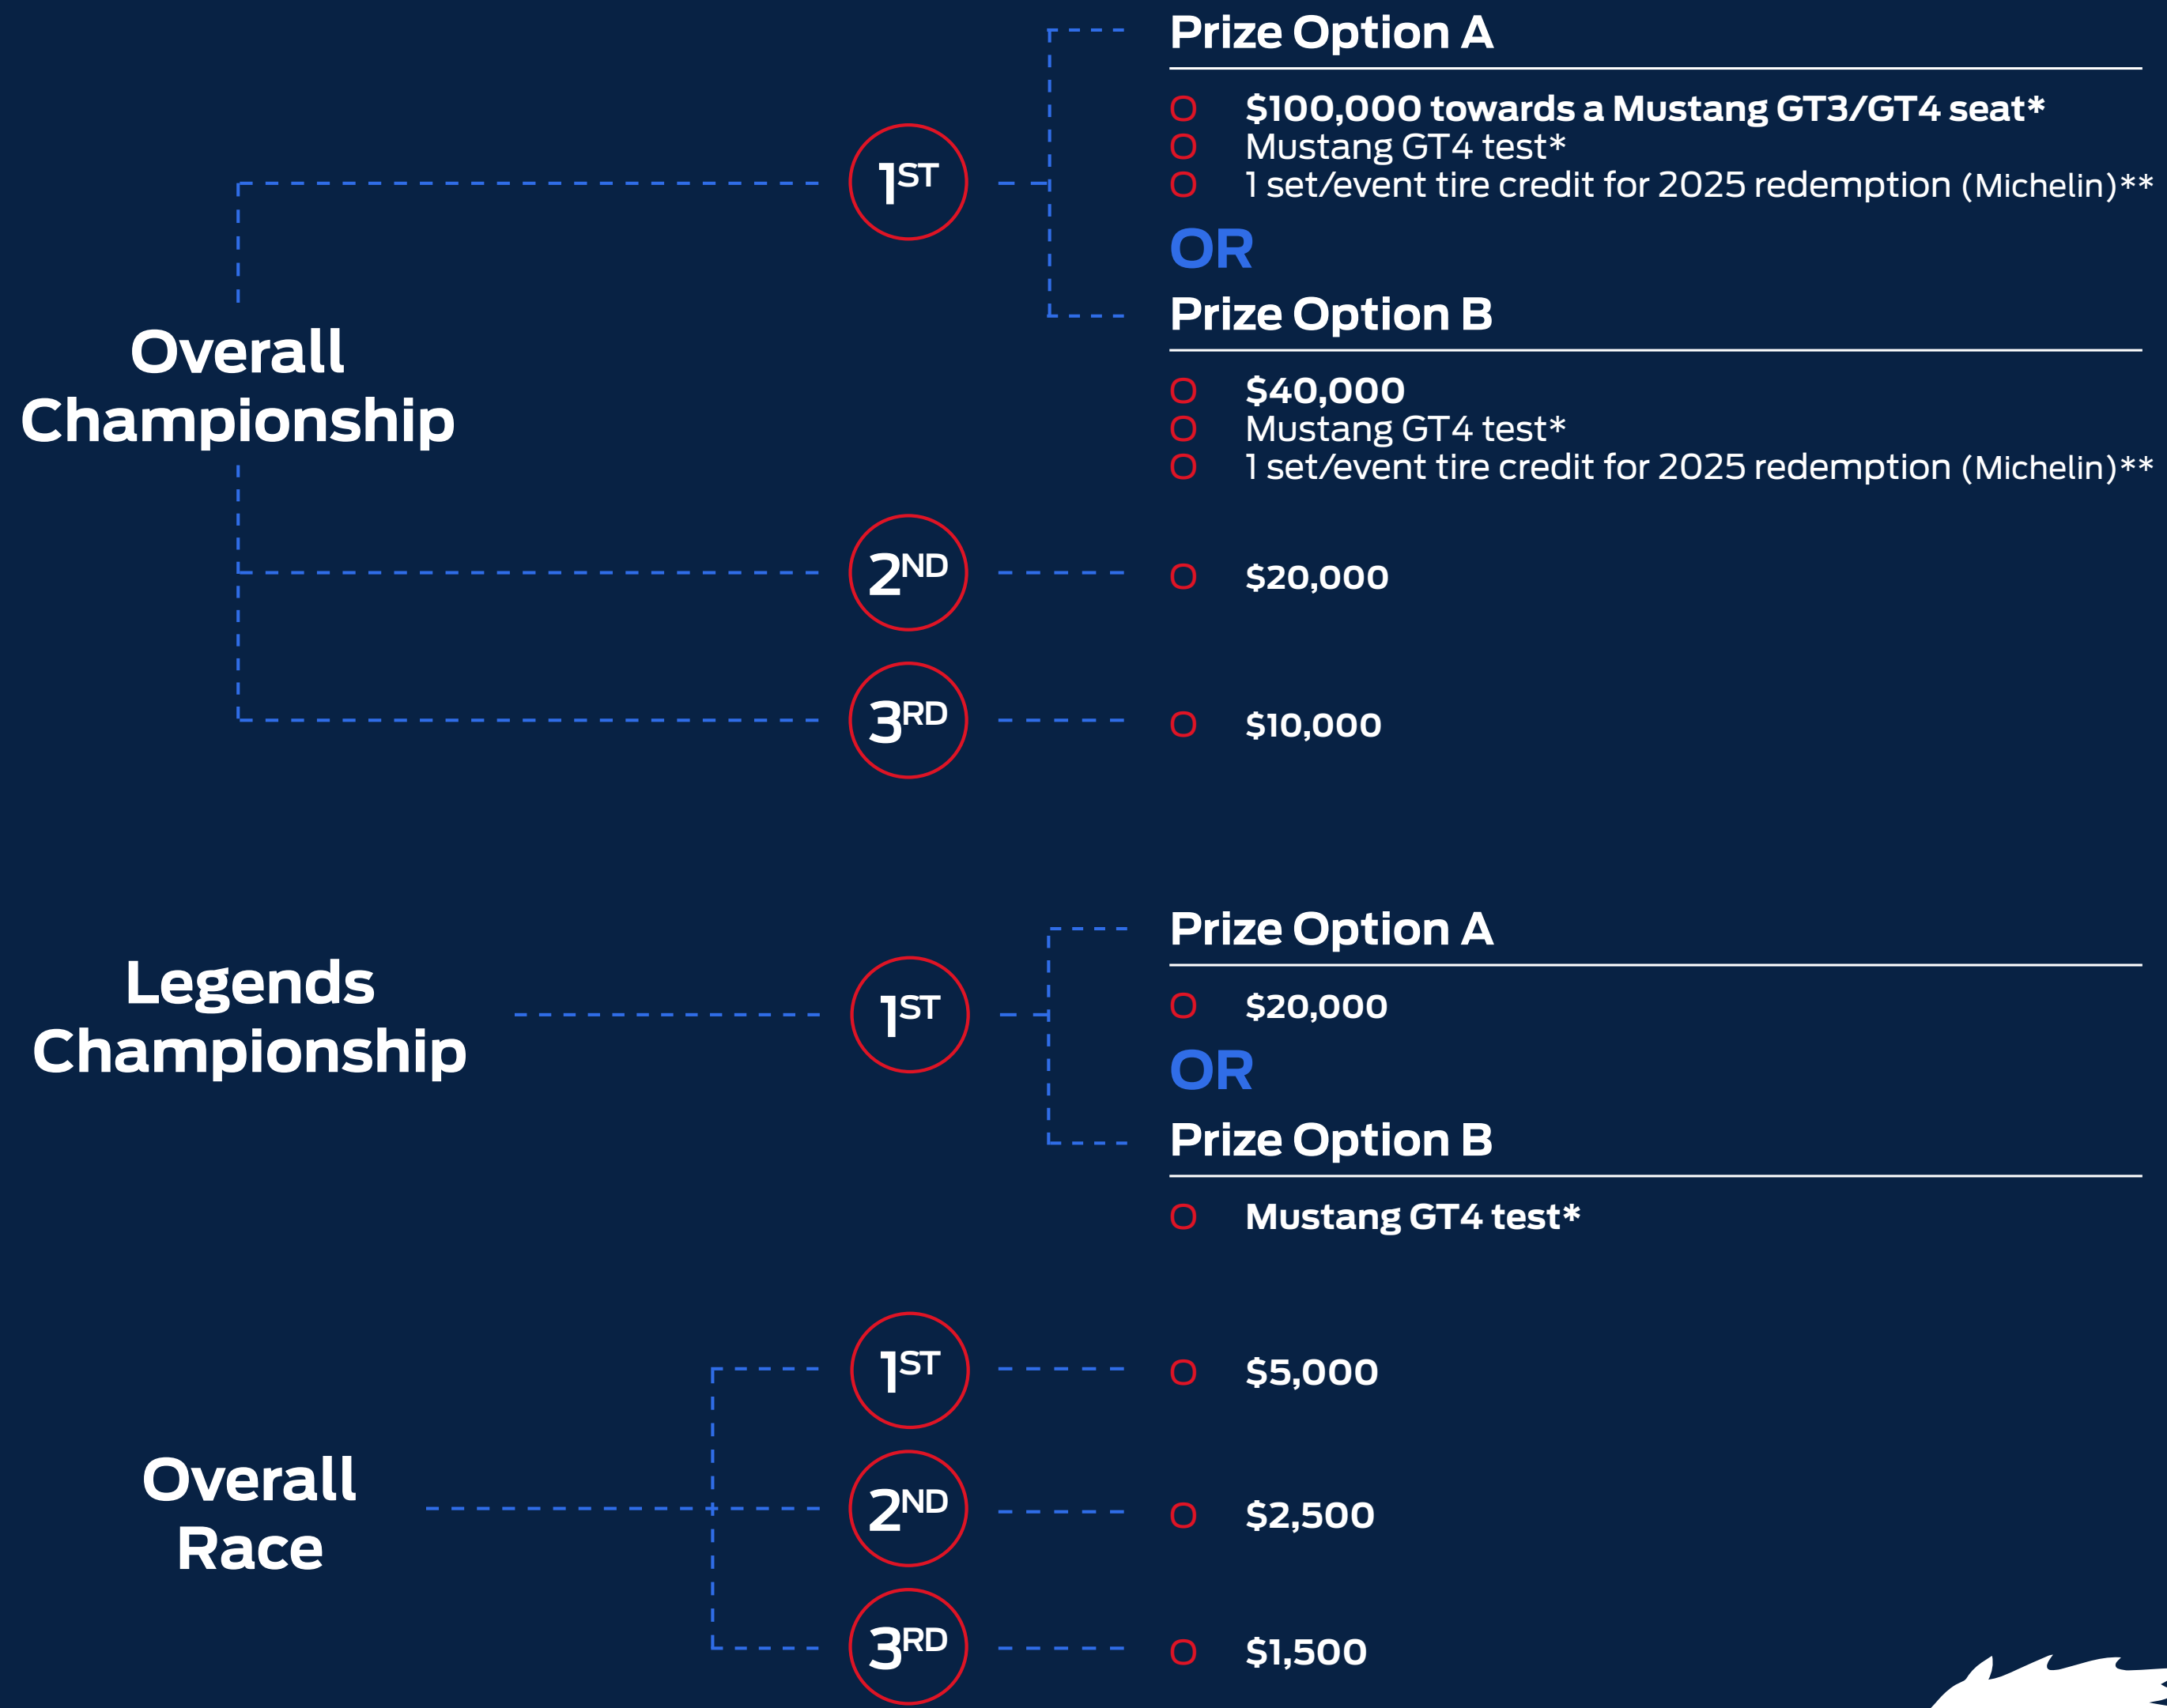 Prize Option A
$100,000 towards a Mustang GT3/GT4 seat*
Mustang GT4 test*
1 set/event tire credit for 2025 redemption (Michelin)**
1ST
OR
Prize Option B
$40,000
Mustang GT4 test*
1 set/event tire credit for 2025 redemption (Michelin)**
Overall
Championship
2ND
$20,000
3RD
$10,000
Legends
Championship
1ST
Prize Option A
$20,000
OR
Prize Option B
Mustang GT4 test*
Overall
Race
1ST
$5,000
2ND
$2,500
3RD
$1,500